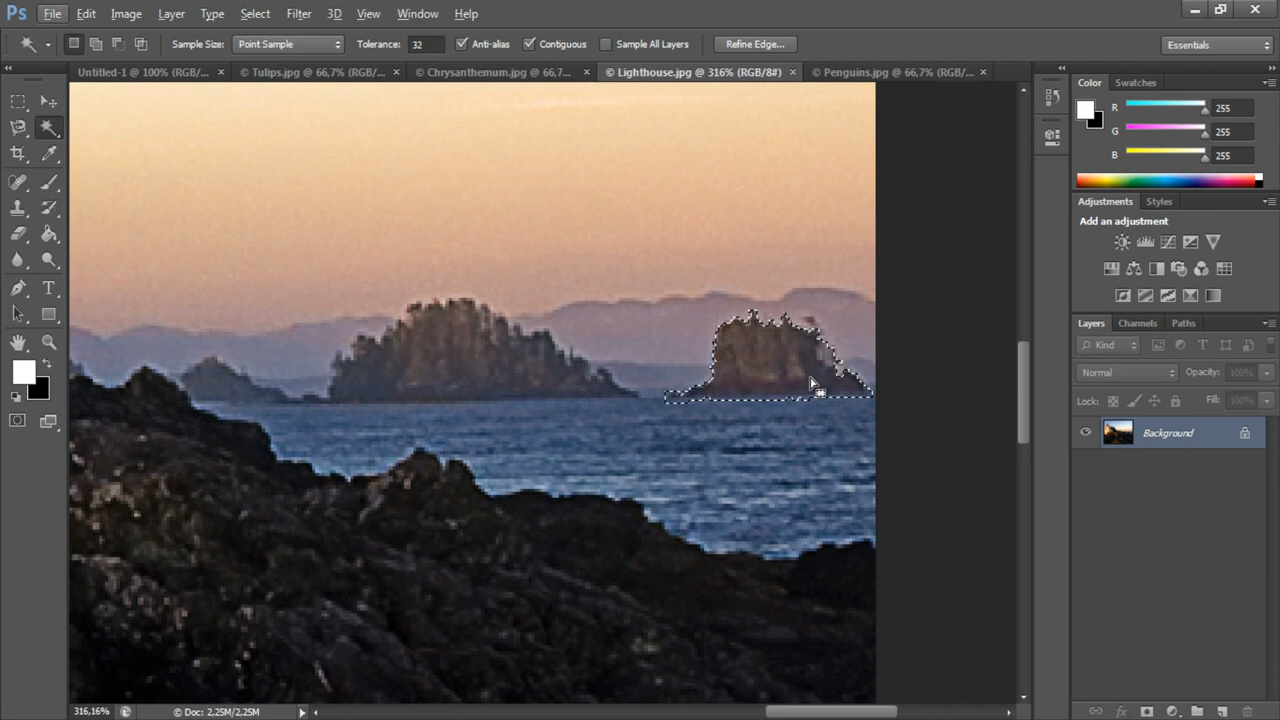 Ps File Edit Image Layer Type Select Filter 3D View Window Help
Sample Size: Point Sample Tolerance: 32 Anti-alias Contiguous Sample All Layers Refine Edge... Essentials
Untitled-1 @ 100% (RGB/... × © Tulips.jpg @ 66,7% (RGB/... × © Chrysanthemum.jpg @ 66,7... × © Lighthouse.jpg @ 316% (RGB/8#) × © Penguins.jpg @ 66,7% (RGB/... ×
Color Swatches
R 255
G 255
B 255
Adjustments Styles
Add an adjustment
Layers Channels Paths
Kind
Normal Opacity: 100%
Lock: Fill: 100%
Background
316,16% © Doc: 2,25M/2,25M